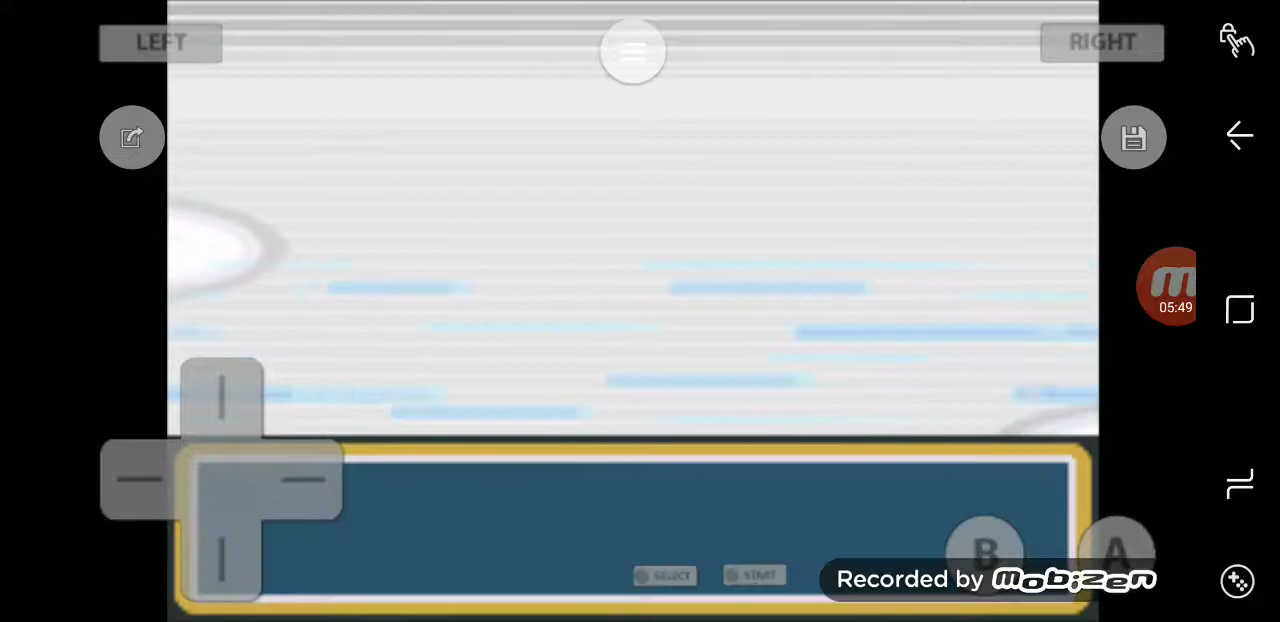 LEFT
RIGHT
m
05:49
B
A
SELECT
START
Recorded by mobizen